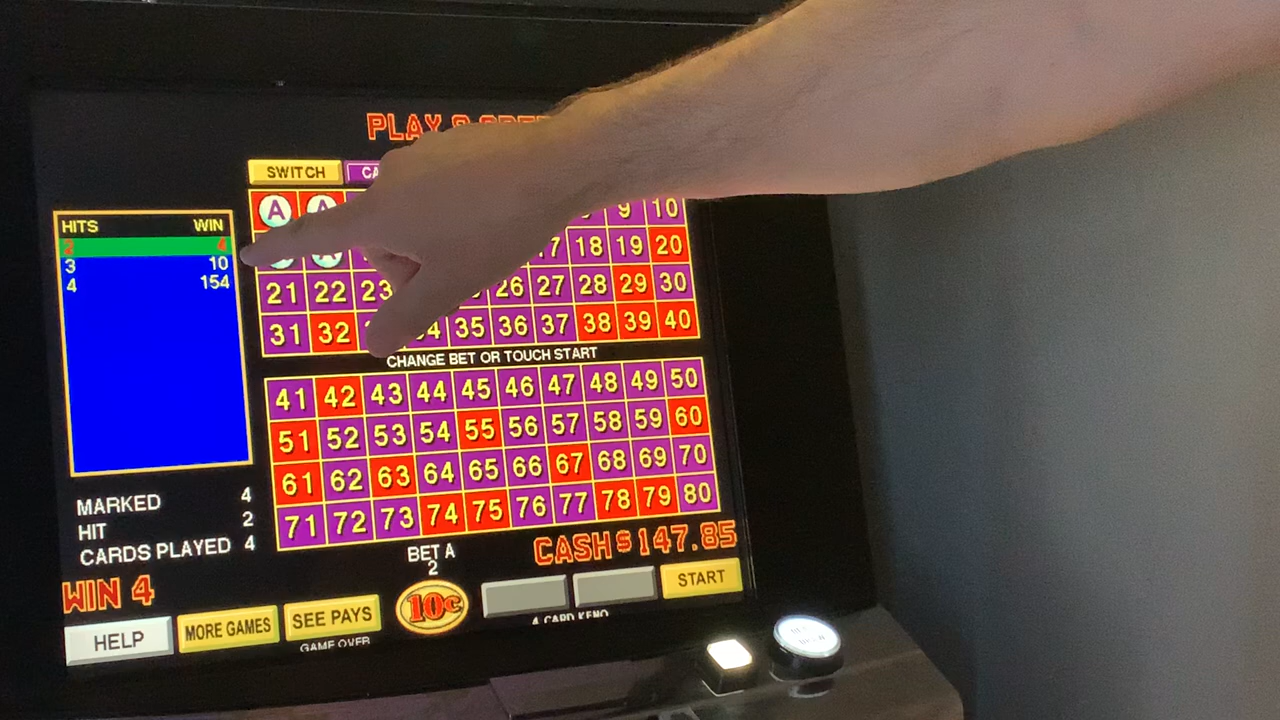 PLAY 8
SWITCH
HITS WIN
2 4
3 10
4 154
A A
9 10
A 17 18 19 20
21 22 23 26 27 28 29 30
31 32 34 35 36 37 38 39 40
CHANGE BET OR TOUCH START
41 42 43 44 45 46 47 48 49 50
51 52 53 54 55 56 57 58 59 60
61 62 63 64 65 66 67 68 69 70
71 72 73 74 75 76 77 78 79 80
MARKED 4
HIT 2
CARDS PLAYED 4
BET A
2
CASH $147.85
WIN 4
10¢
START
HELP
MORE GAMES
SEE PAYS
4 CARD KENO
GAME OVER